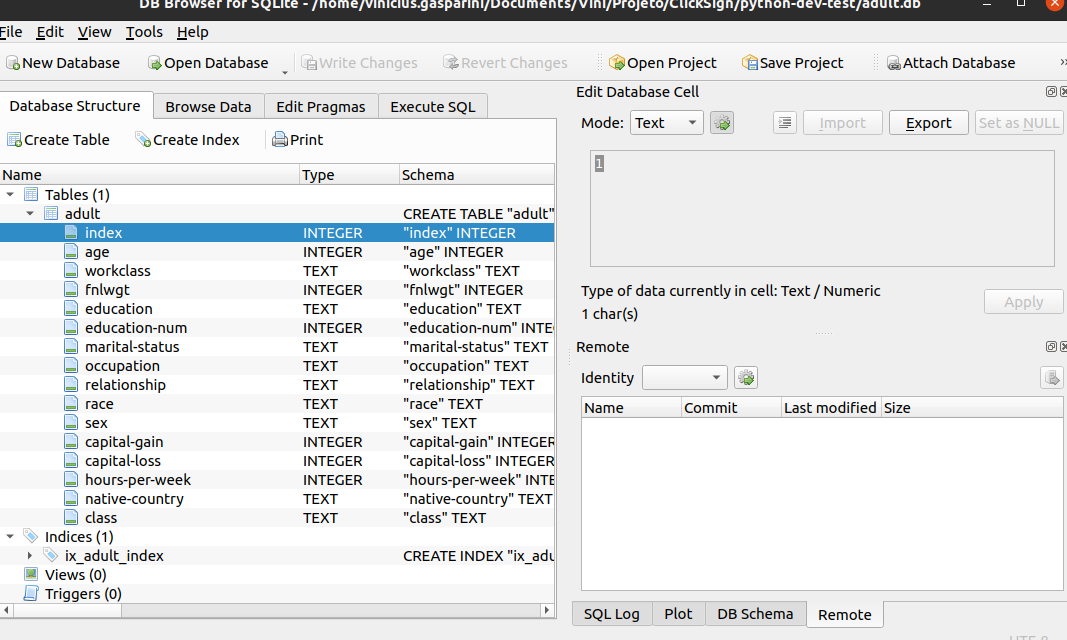 DB Browser for SQLite - /home/vinicius.gasparini/Documents/Vini/Projeto/ClickSign/python-dev-test/adult.db
File Edit View Tools Help
New Database Open Database Write Changes Revert Changes Open Project Save Project Attach Database »
Database Structure Browse Data Edit Pragmas Execute SQL
Create Table Create Index Print
Name Type Schema
Tables (1)
adult CREATE TABLE "adult"
index INTEGER "index" INTEGER
age INTEGER "age" INTEGER
workclass TEXT "workclass" TEXT
fnlwgt INTEGER "fnlwgt" INTEGER
education TEXT "education" TEXT
education-num INTEGER "education-num" INTE
marital-status TEXT "marital-status" TEXT
occupation TEXT "occupation" TEXT
relationship TEXT "relationship" TEXT
race TEXT "race" TEXT
sex TEXT "sex" TEXT
capital-gain INTEGER "capital-gain" INTEGER
capital-loss INTEGER "capital-loss" INTEGER
hours-per-week INTEGER "hours-per-week" INTE
native-country TEXT "native-country" TEXT
class TEXT "class" TEXT
Indices (1)
ix_adult_index CREATE INDEX "ix_adu
Views (0)
Triggers (0)
Edit Database Cell
Mode: Text Import Export Set as NULL
1
Type of data currently in cell: Text / Numeric
1 char(s)
Apply
Remote
Identity
Name Commit Last modified Size
SQL Log Plot DB Schema Remote
UTF-8